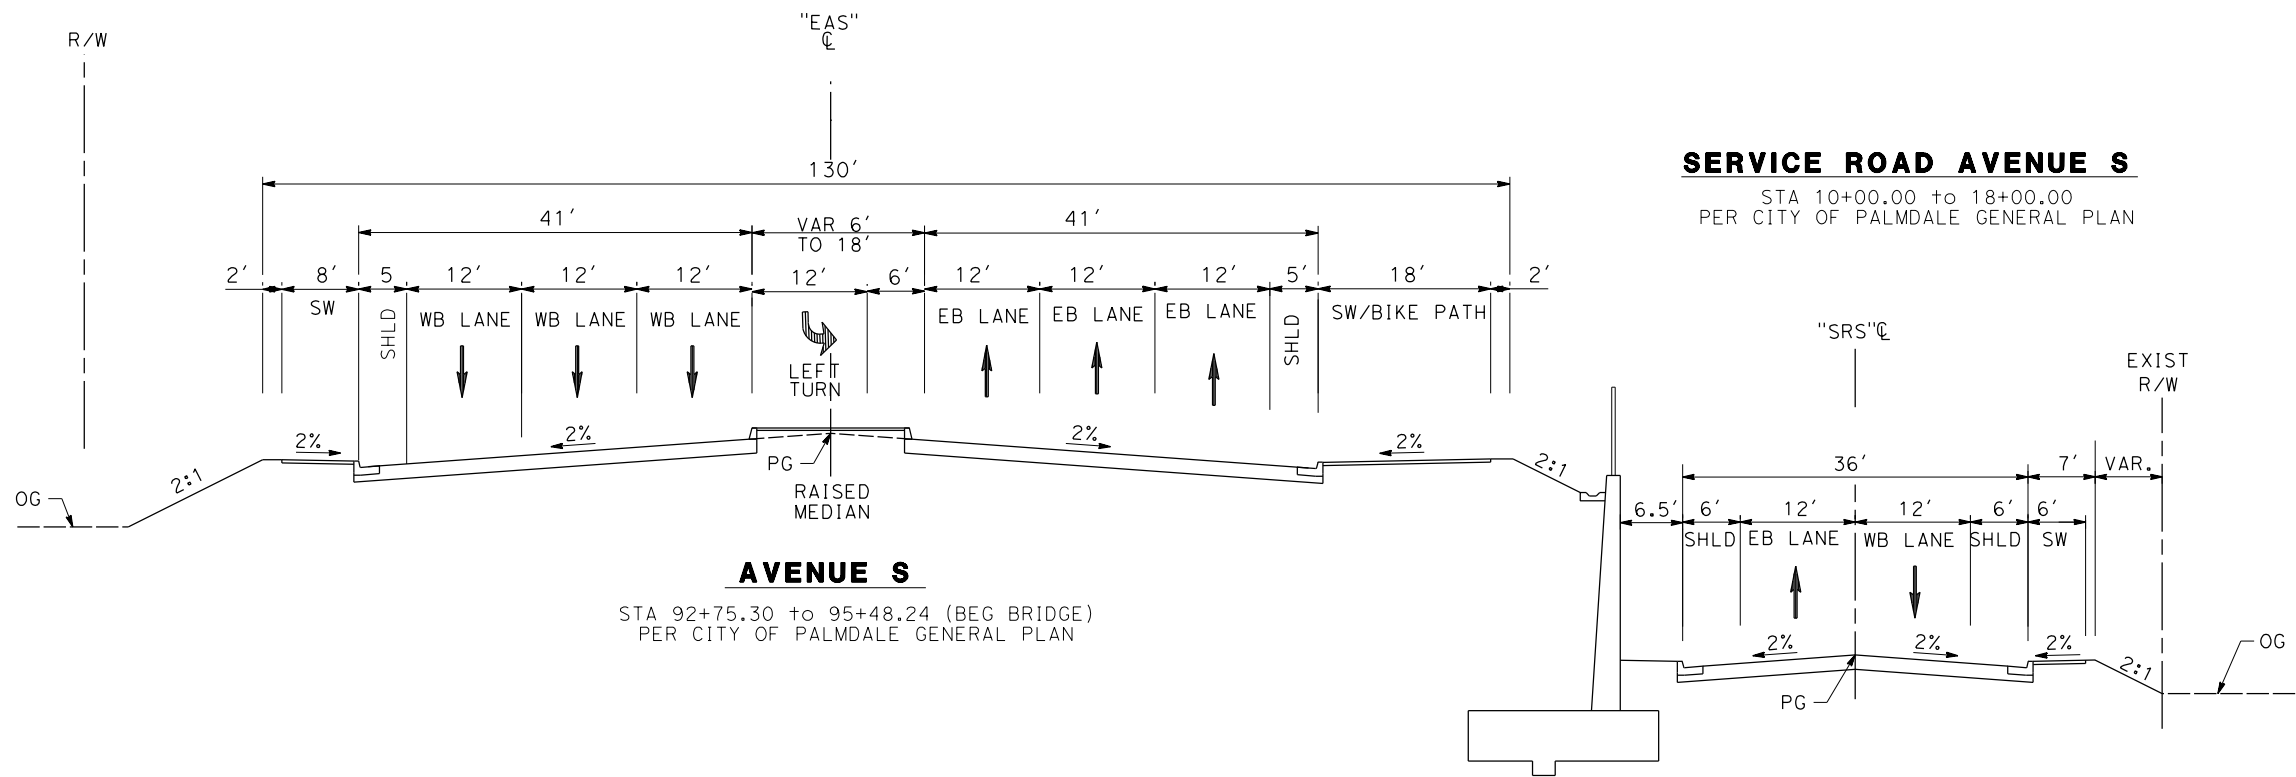 "EAS"
℄
R/W
130'
SERVICE ROAD AVENUE S
STA 10+00.00 to 18+00.00
PER CITY OF PALMDALE GENERAL PLAN
41'
VAR 6'
TO 18'
41'
2' 8' 5 12' 12' 12' 12' 6' 12' 12' 12' 5' 18' 2'
SW
SHLD
WB LANE WB LANE WB LANE
EB LANE EB LANE EB LANE
SHLD
SW/BIKE PATH
LEFT
TURN
"SRS"℄
EXIST
R/W
2% 2% 2% 2%
2:1
2:1
PG
OG
RAISED
MEDIAN
36' 7' VAR.
6.5' 6' 12' 12' 6' 6'
SHLD EB LANE WB LANE SHLD SW
AVENUE S
STA 92+75.30 to 95+48.24 (BEG BRIDGE)
PER CITY OF PALMDALE GENERAL PLAN
2% 2% 2%
2:1
OG
PG